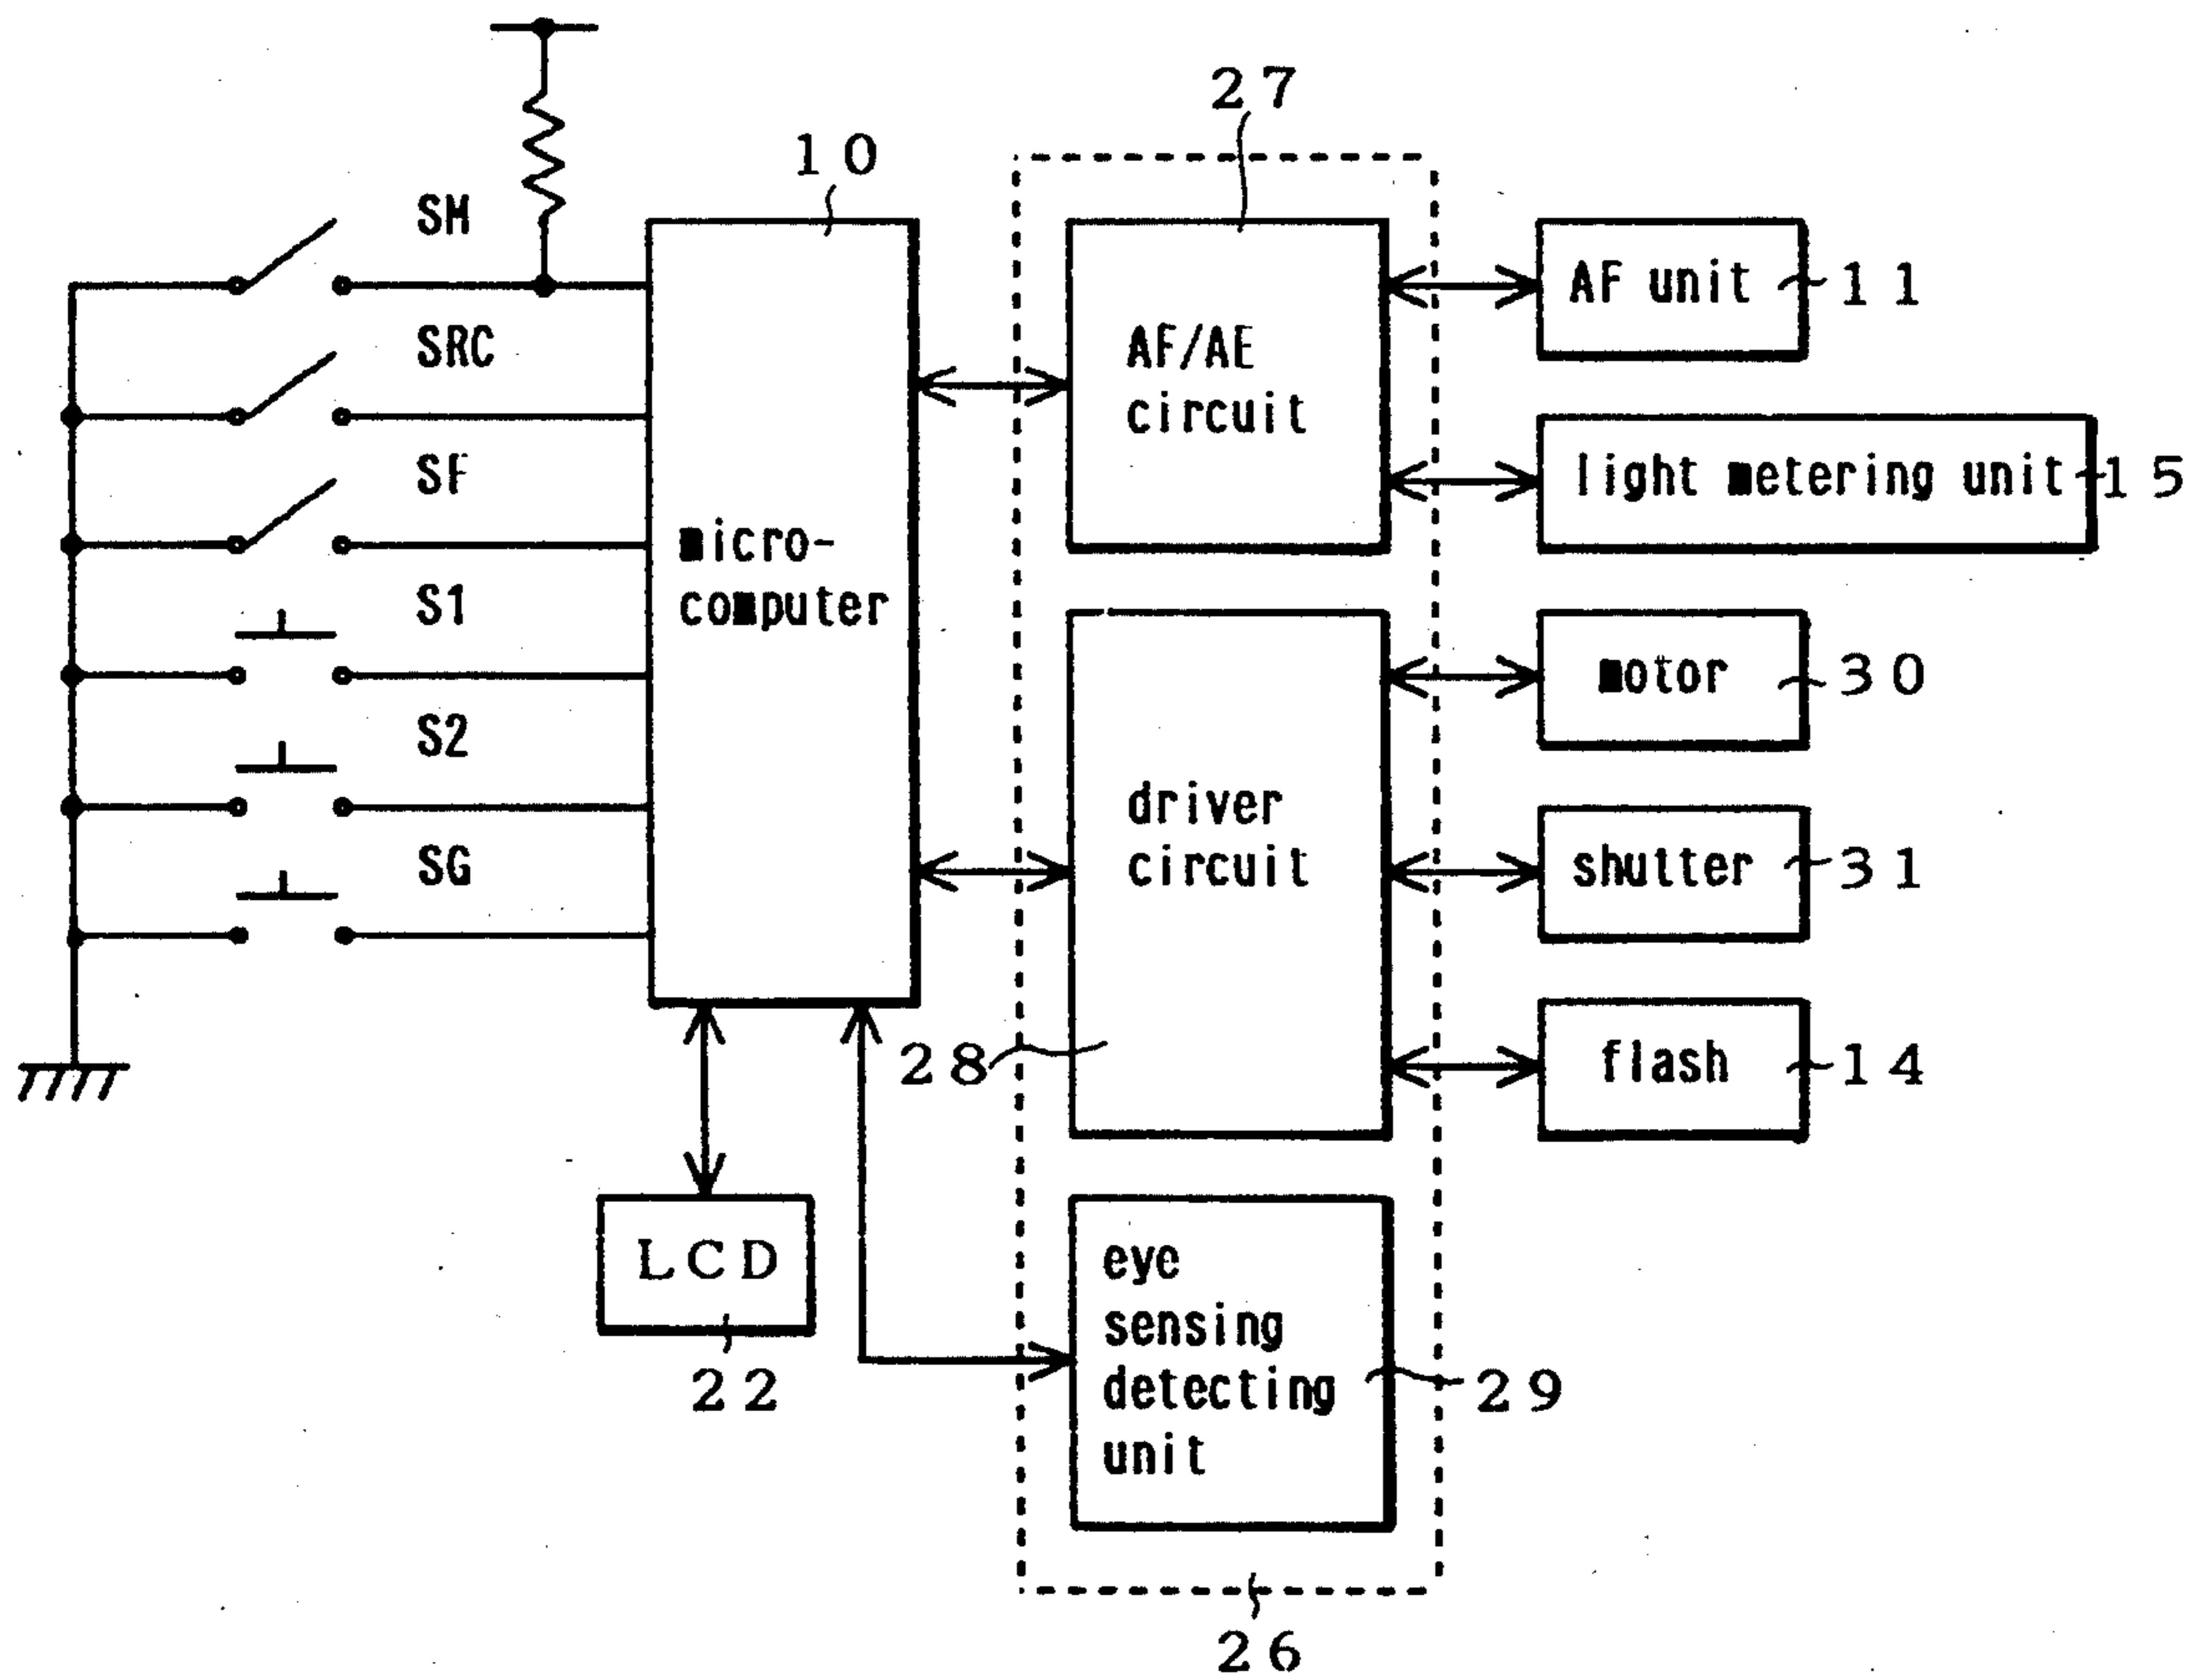 27
10
SM
AF unit
11
SRC
AF/AE
circuit
SF
light metering unit
15
micro-
computer
S1
motor
30
S2
driver
circuit
SG
shutter
31
28
flash
14
LCD
22
eye
sensing
detecting
unit
29
26